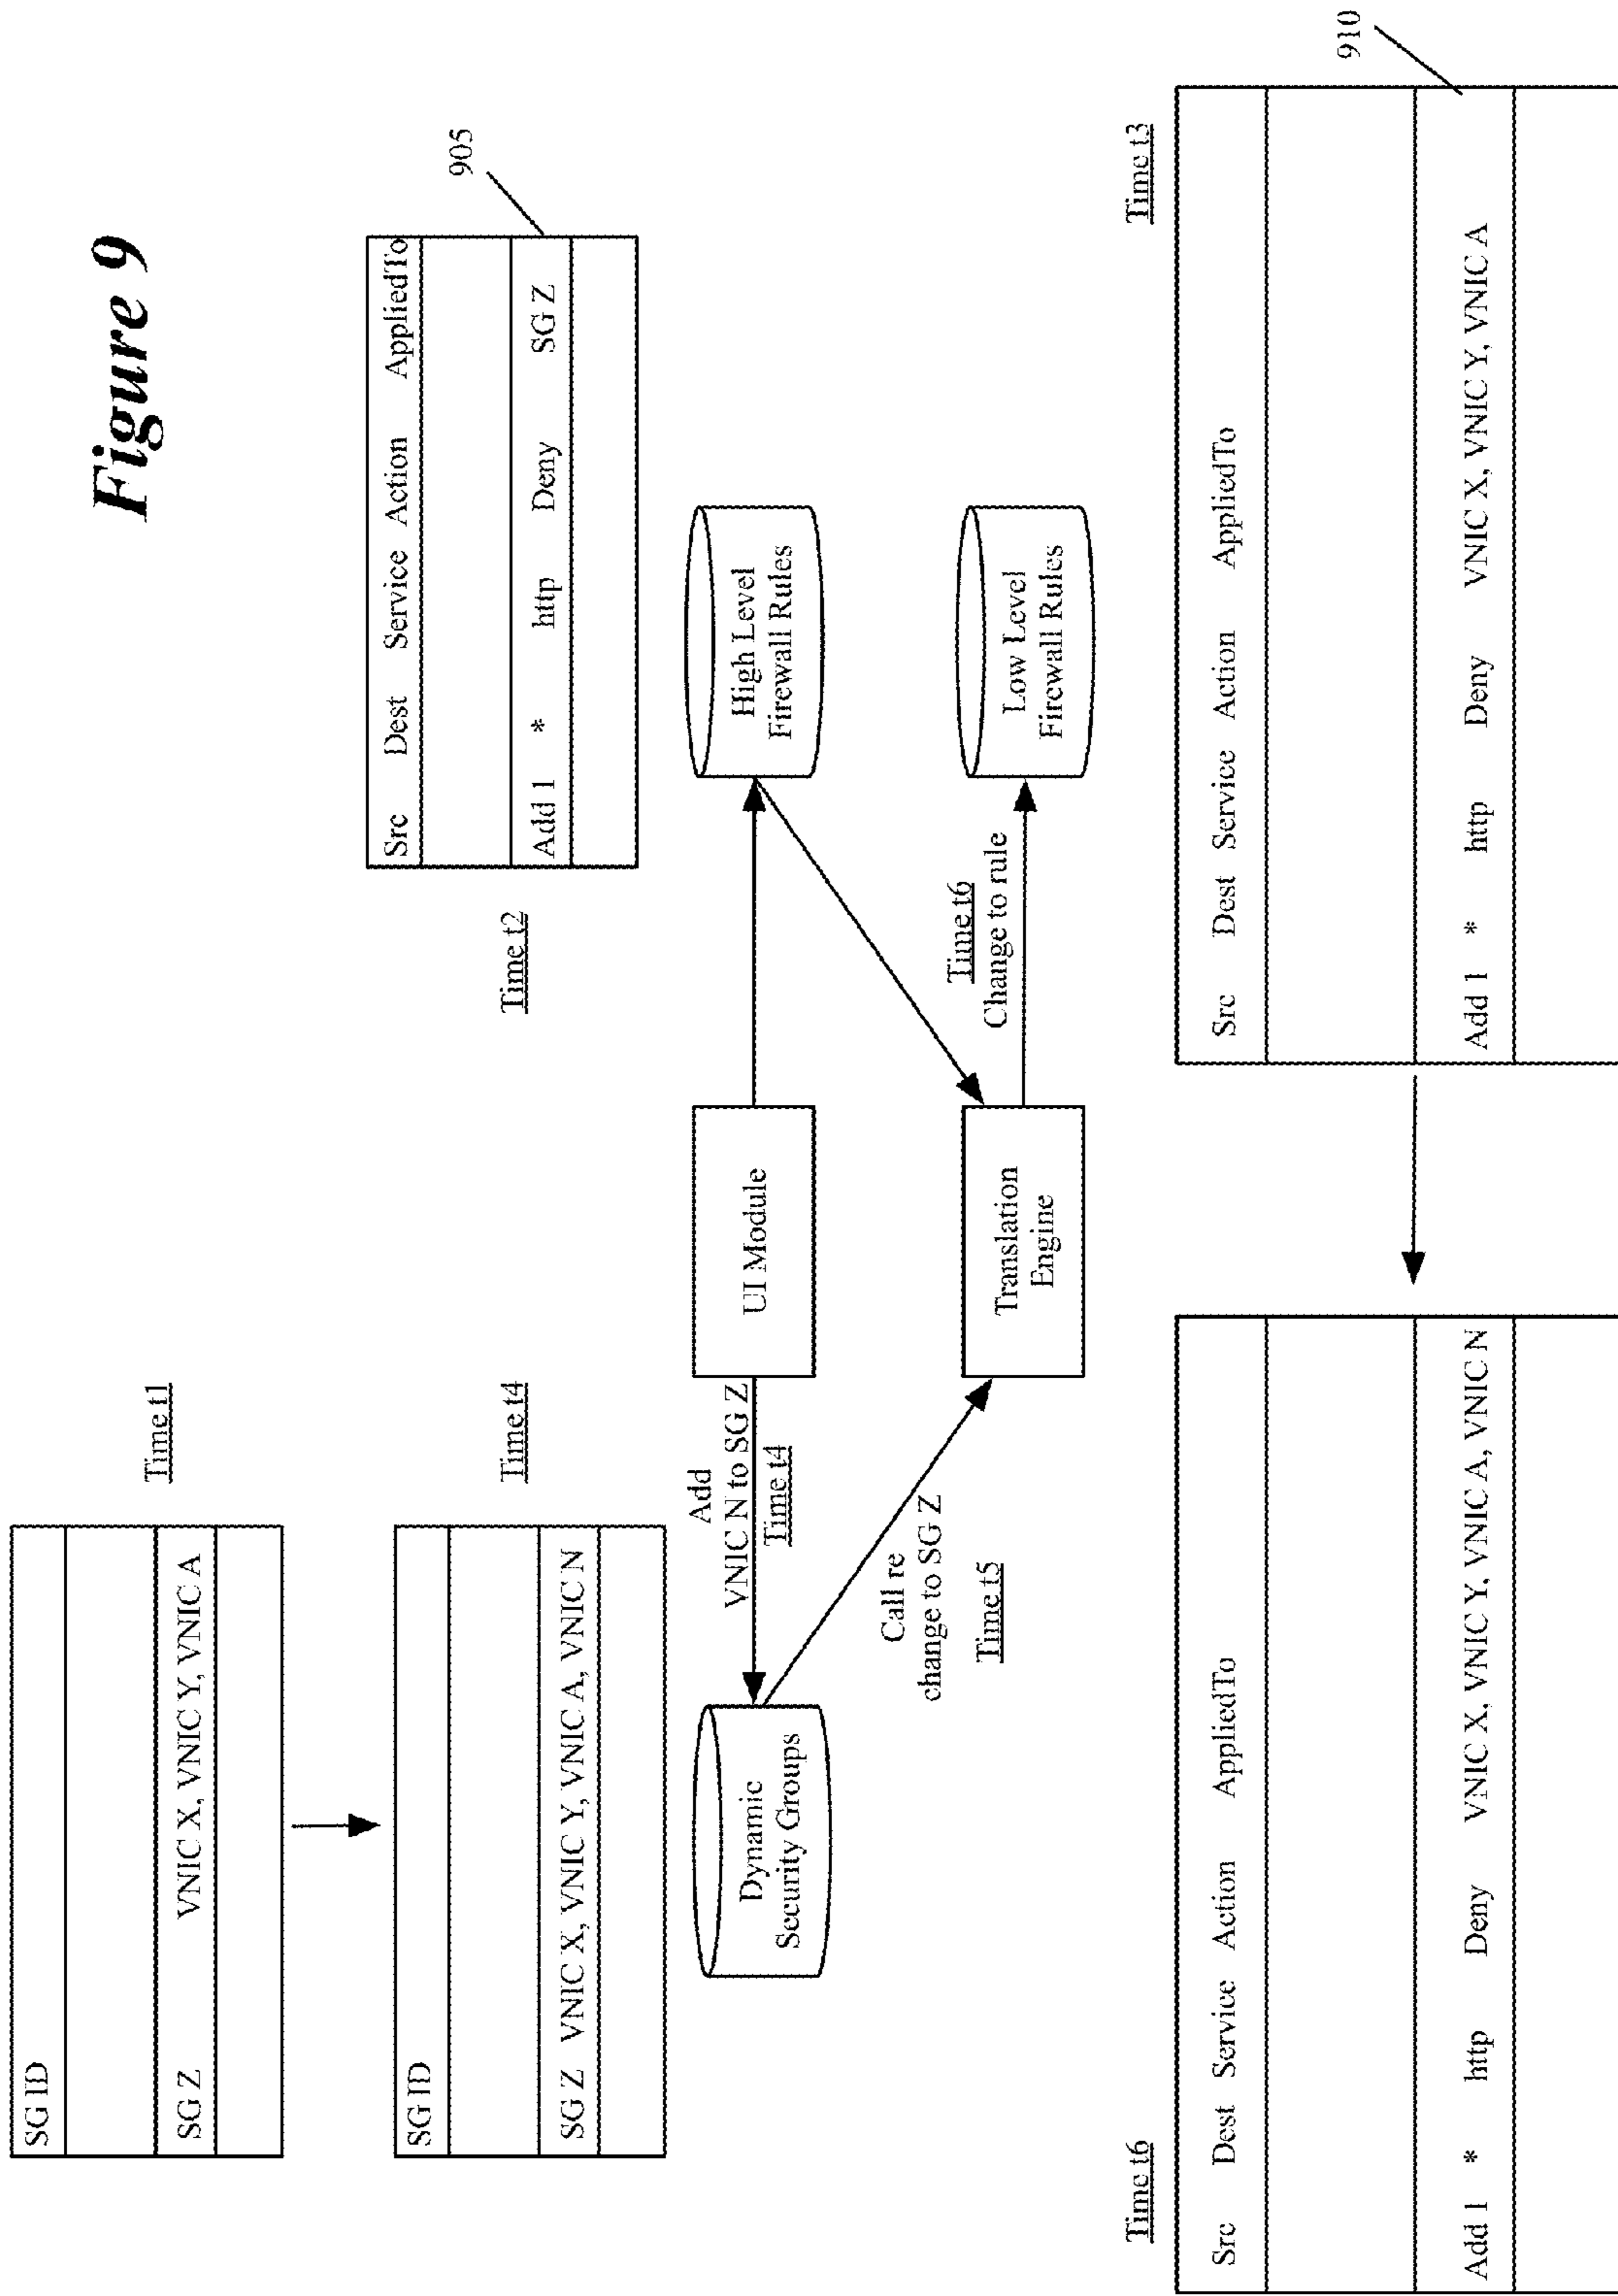 Figure 9
SG ID
SG Z VNIC X, VNIC Y, VNIC A
Time t1
SG ID
SG Z VNIC X, VNIC Y, VNIC A, VNIC N
Time t4
Time t2
Src Dest Service Action AppliedTo
Add 1 * http Deny SG Z
905
Dynamic
Security Groups
Add
VNIC N to SG Z
Time t4
UI Module
High Level
Firewall Rules
Call re
change to SG Z
Time t5
Translation
Engine
Time t6
Change to rule
Low Level
Firewall Rules
Time t6
Src Dest Service Action AppliedTo
Add 1 * http Deny VNIC X, VNIC Y, VNIC A, VNIC N
Time t3
Src Dest Service Action AppliedTo
Add 1 * http Deny VNIC X, VNIC Y, VNIC A
910